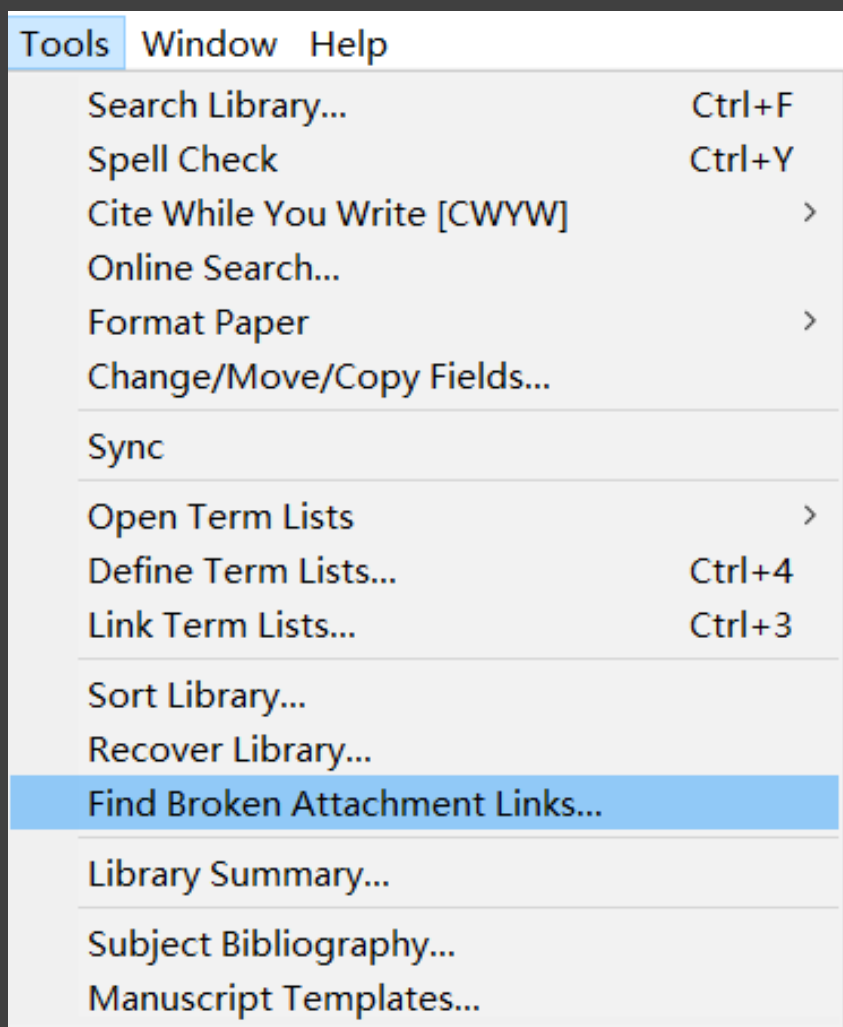 Tools Window Help
Search Library... Ctrl+F
Spell Check Ctrl+Y
Cite While You Write [CWYW] >
Online Search...
Format Paper >
Change/Move/Copy Fields...
Sync
Open Term Lists >
Define Term Lists... Ctrl+4
Link Term Lists... Ctrl+3
Sort Library...
Recover Library...
Find Broken Attachment Links...
Library Summary...
Subject Bibliography...
Manuscript Templates...